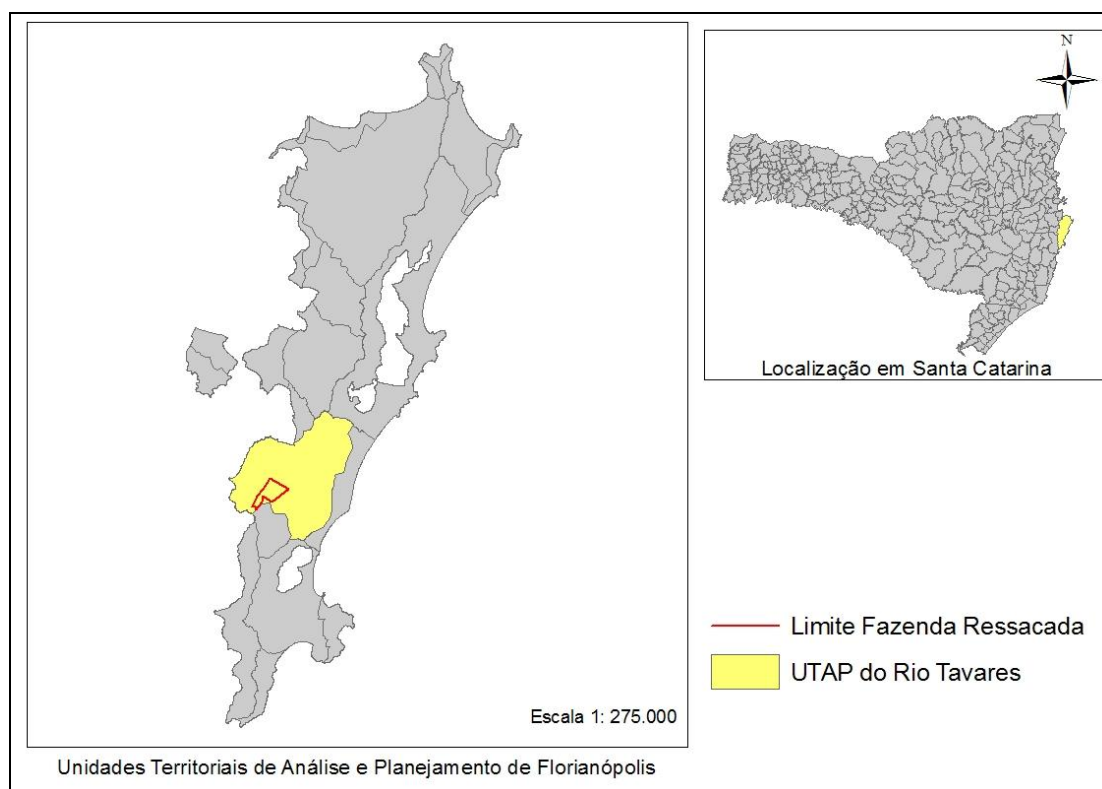 N
Localização em Santa Catarina
Limite Fazenda Ressacada
UTAP do Rio Tavares
Escala 1: 275.000
Unidades Territoriais de Análise e Planejamento de Florianópolis